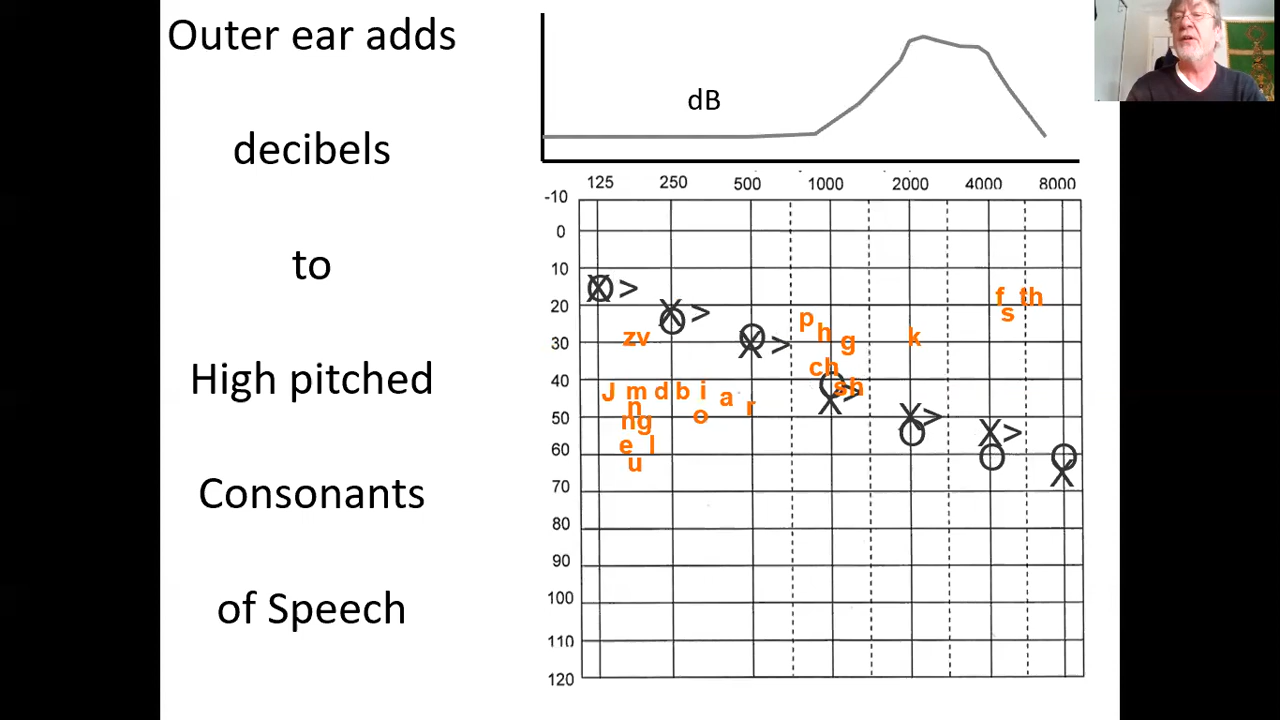 Outer ear adds
decibels
to
High pitched
Consonants
of Speech
dB
125 250 500 1000 2000 4000 8000
-10
0
10
X > f th
20 X > p s
30 zv X > h g k
ch
40 J m d b i a sh >
n r X
50 ng o X >
e l X >
60 u
70 X
80
90
100
110
120